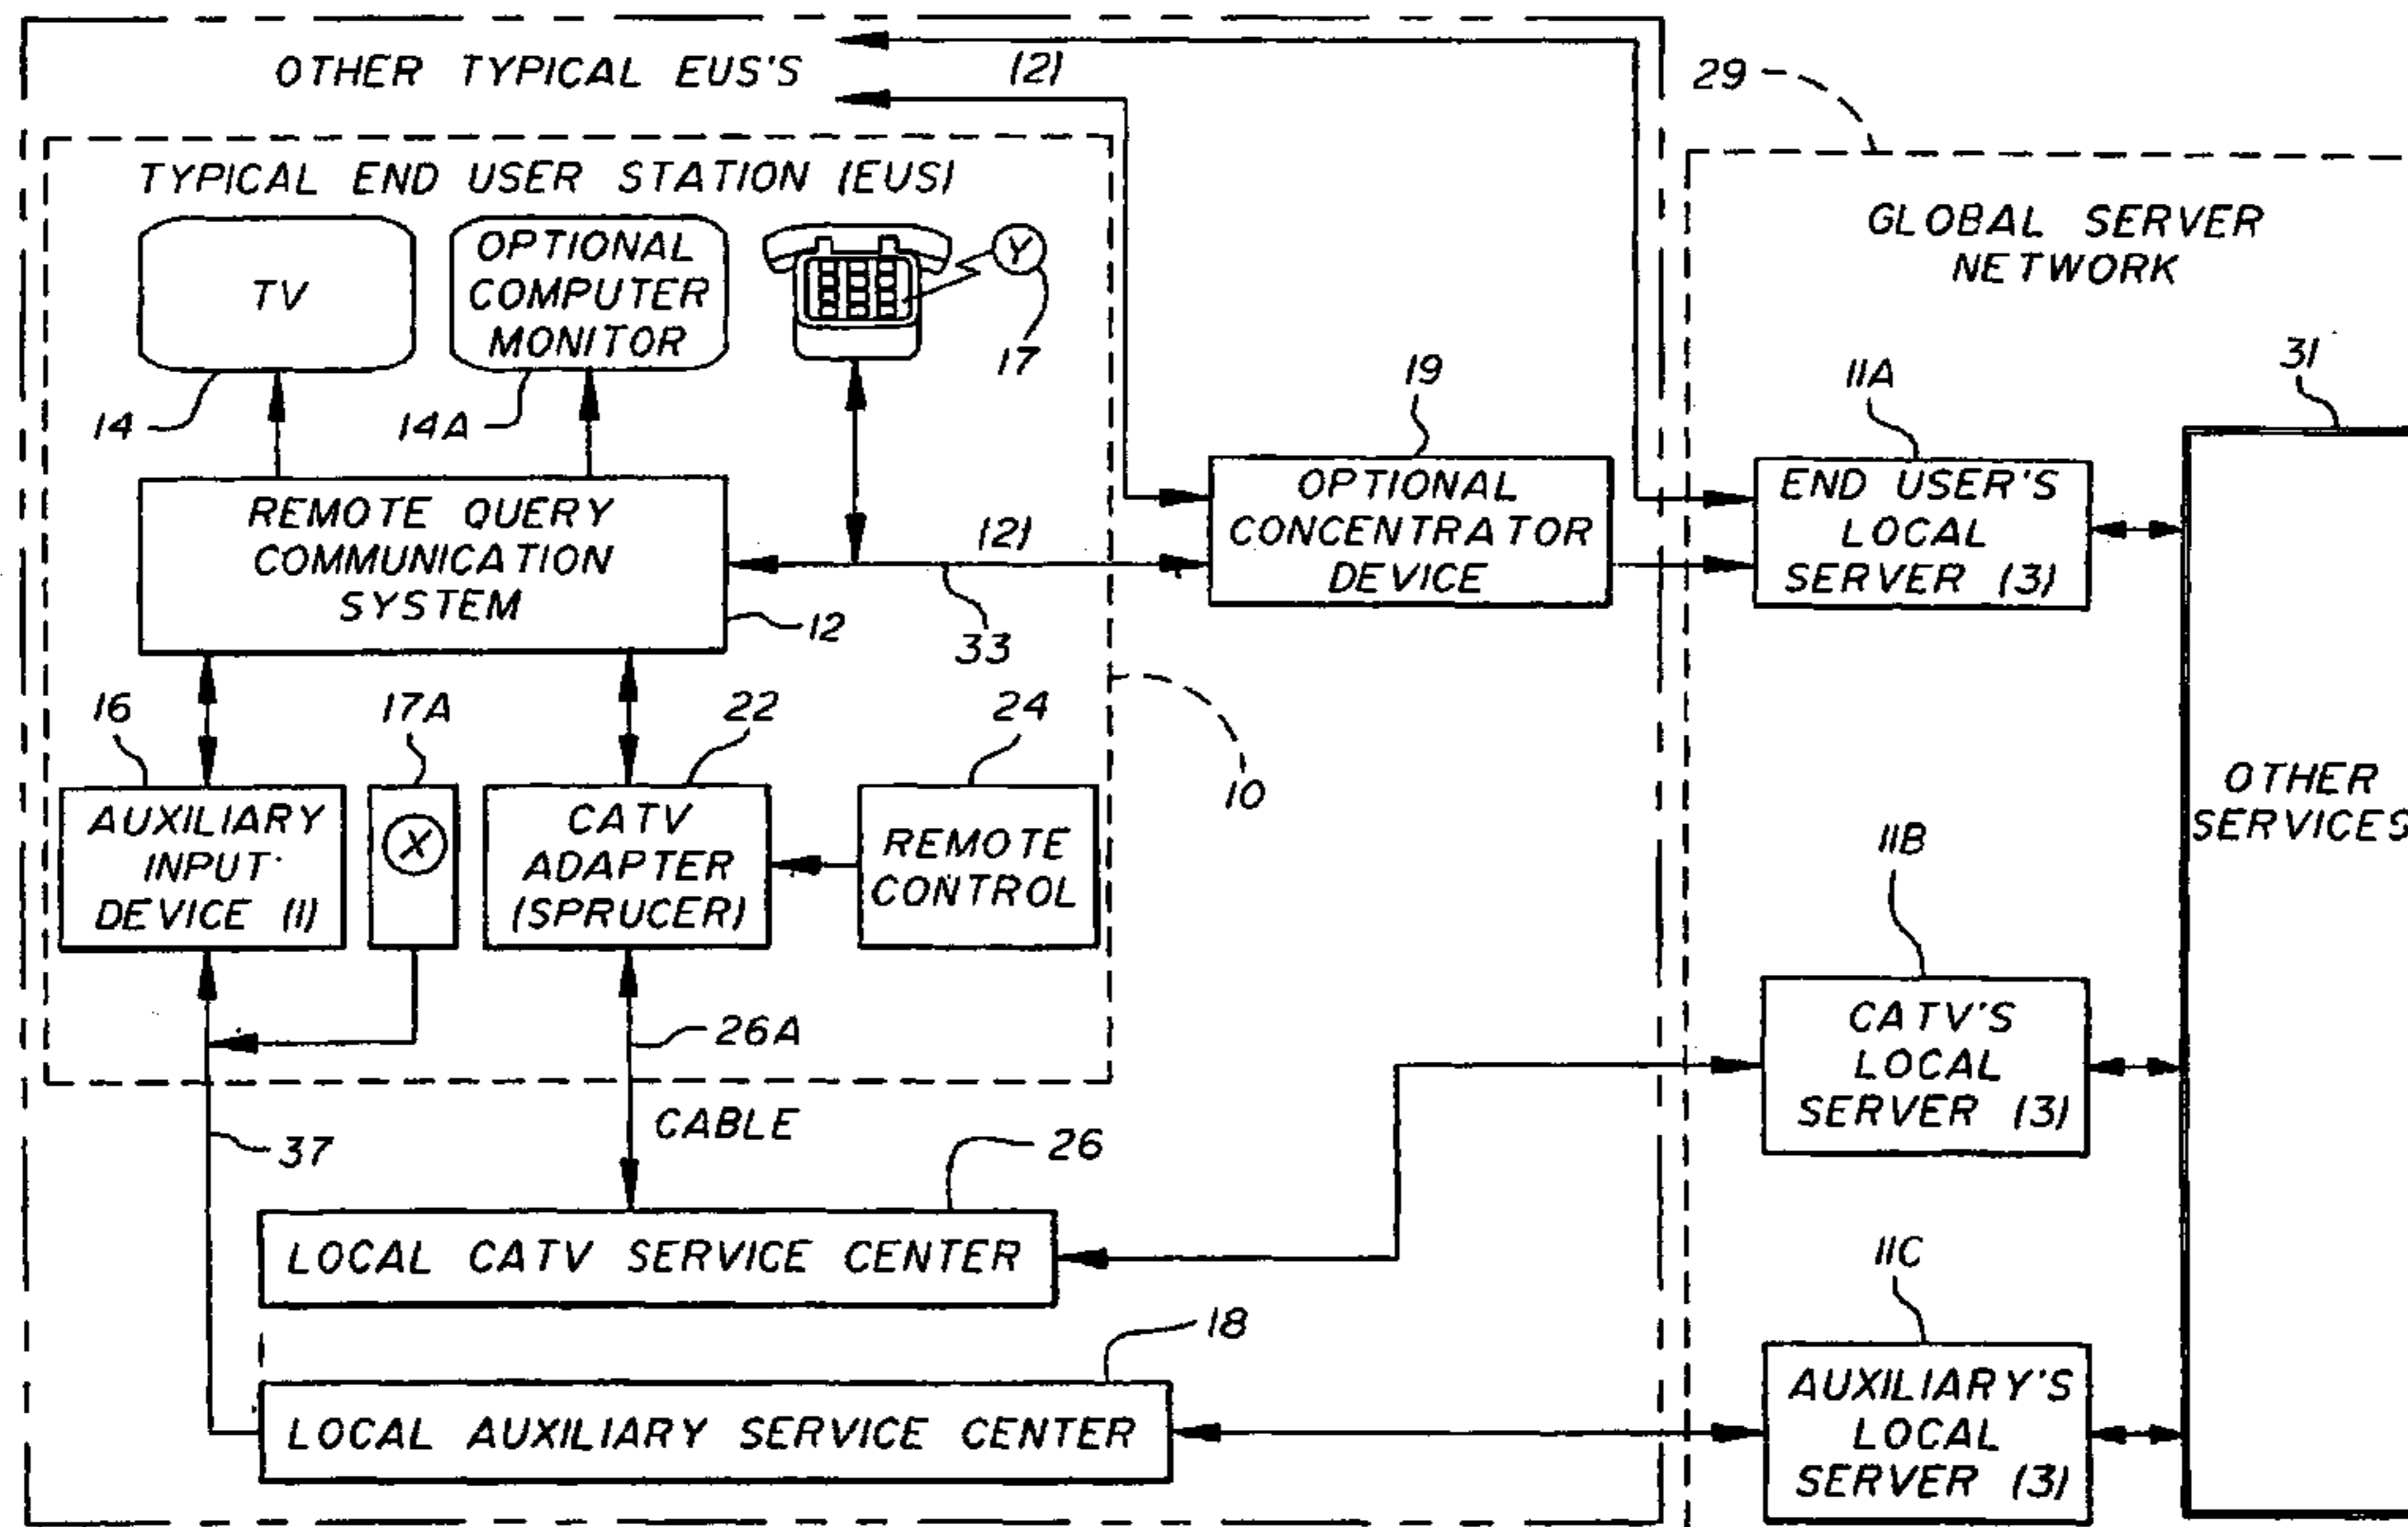 OTHER TYPICAL EUS'S
(2)
29
TYPICAL END USER STATION (EUS)
GLOBAL SERVER
NETWORK
TV
OPTIONAL
COMPUTER
MONITOR
Y
17
14
14A
19
11A
31
REMOTE QUERY
COMMUNICATION
SYSTEM
12
(2)
33
OPTIONAL
CONCENTRATOR
DEVICE
END USER'S
LOCAL
SERVER (3)
16
17A
22
24
10
AUXILIARY
INPUT
DEVICE (1)
X
CATV
ADAPTER
(SPRUCER)
REMOTE
CONTROL
OTHER
SERVICES
11B
26A
CATV'S
LOCAL
SERVER (3)
37
CABLE
26
LOCAL CATV SERVICE CENTER
11C
18
LOCAL AUXILIARY SERVICE CENTER
AUXILIARY'S
LOCAL
SERVER (3)